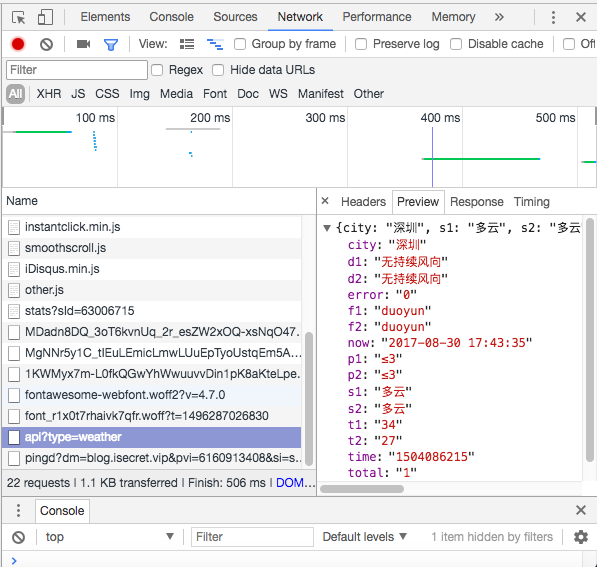 Elements Console Sources Network Performance Memory »
View: Group by frame Preserve log Disable cache Offl
Filter Regex Hide data URLs
All XHR JS CSS Img Media Font Doc WS Manifest Other
100 ms 200 ms 300 ms 400 ms 500 ms
Name
instantclick.min.js
smoothscroll.js
iDisqus.min.js
other.js
stats?sId=63006715
MDadn8DQ_3oT6kvnUq_2r_esZW2xOQ-xsNqO47...
MgNNr5y1C_tIEuLEmicLmwLUuEpTyoUstqEm5A...
1KWMyx7m-L0fkQGwYhWwuuvvDin1pK8aKteLpe...
fontawesome-webfont.woff2?v=4.7.0
font_r1x0t7rhaivk7qfr.woff?t=1496287026830
api?type=weather
pingd?dm=blog.isecret.vip&pvi=6160913408&si=s...
22 requests | 1.1 KB transferred | Finish: 506 ms | DOM...
× Headers Preview Response Timing
▼{city: "深圳", s1: "多云", s2: "多云
city: "深圳"
d1: "无持续风向"
d2: "无持续风向"
error: "0"
f1: "duoyun"
f2: "duoyun"
now: "2017-08-30 17:43:35"
p1: "≤3"
p2: "≤3"
s1: "多云"
s2: "多云"
t1: "34"
t2: "27"
time: "1504086215"
total: "1"
Console
top ▼ Filter Default levels ▼ 1 item hidden by filters